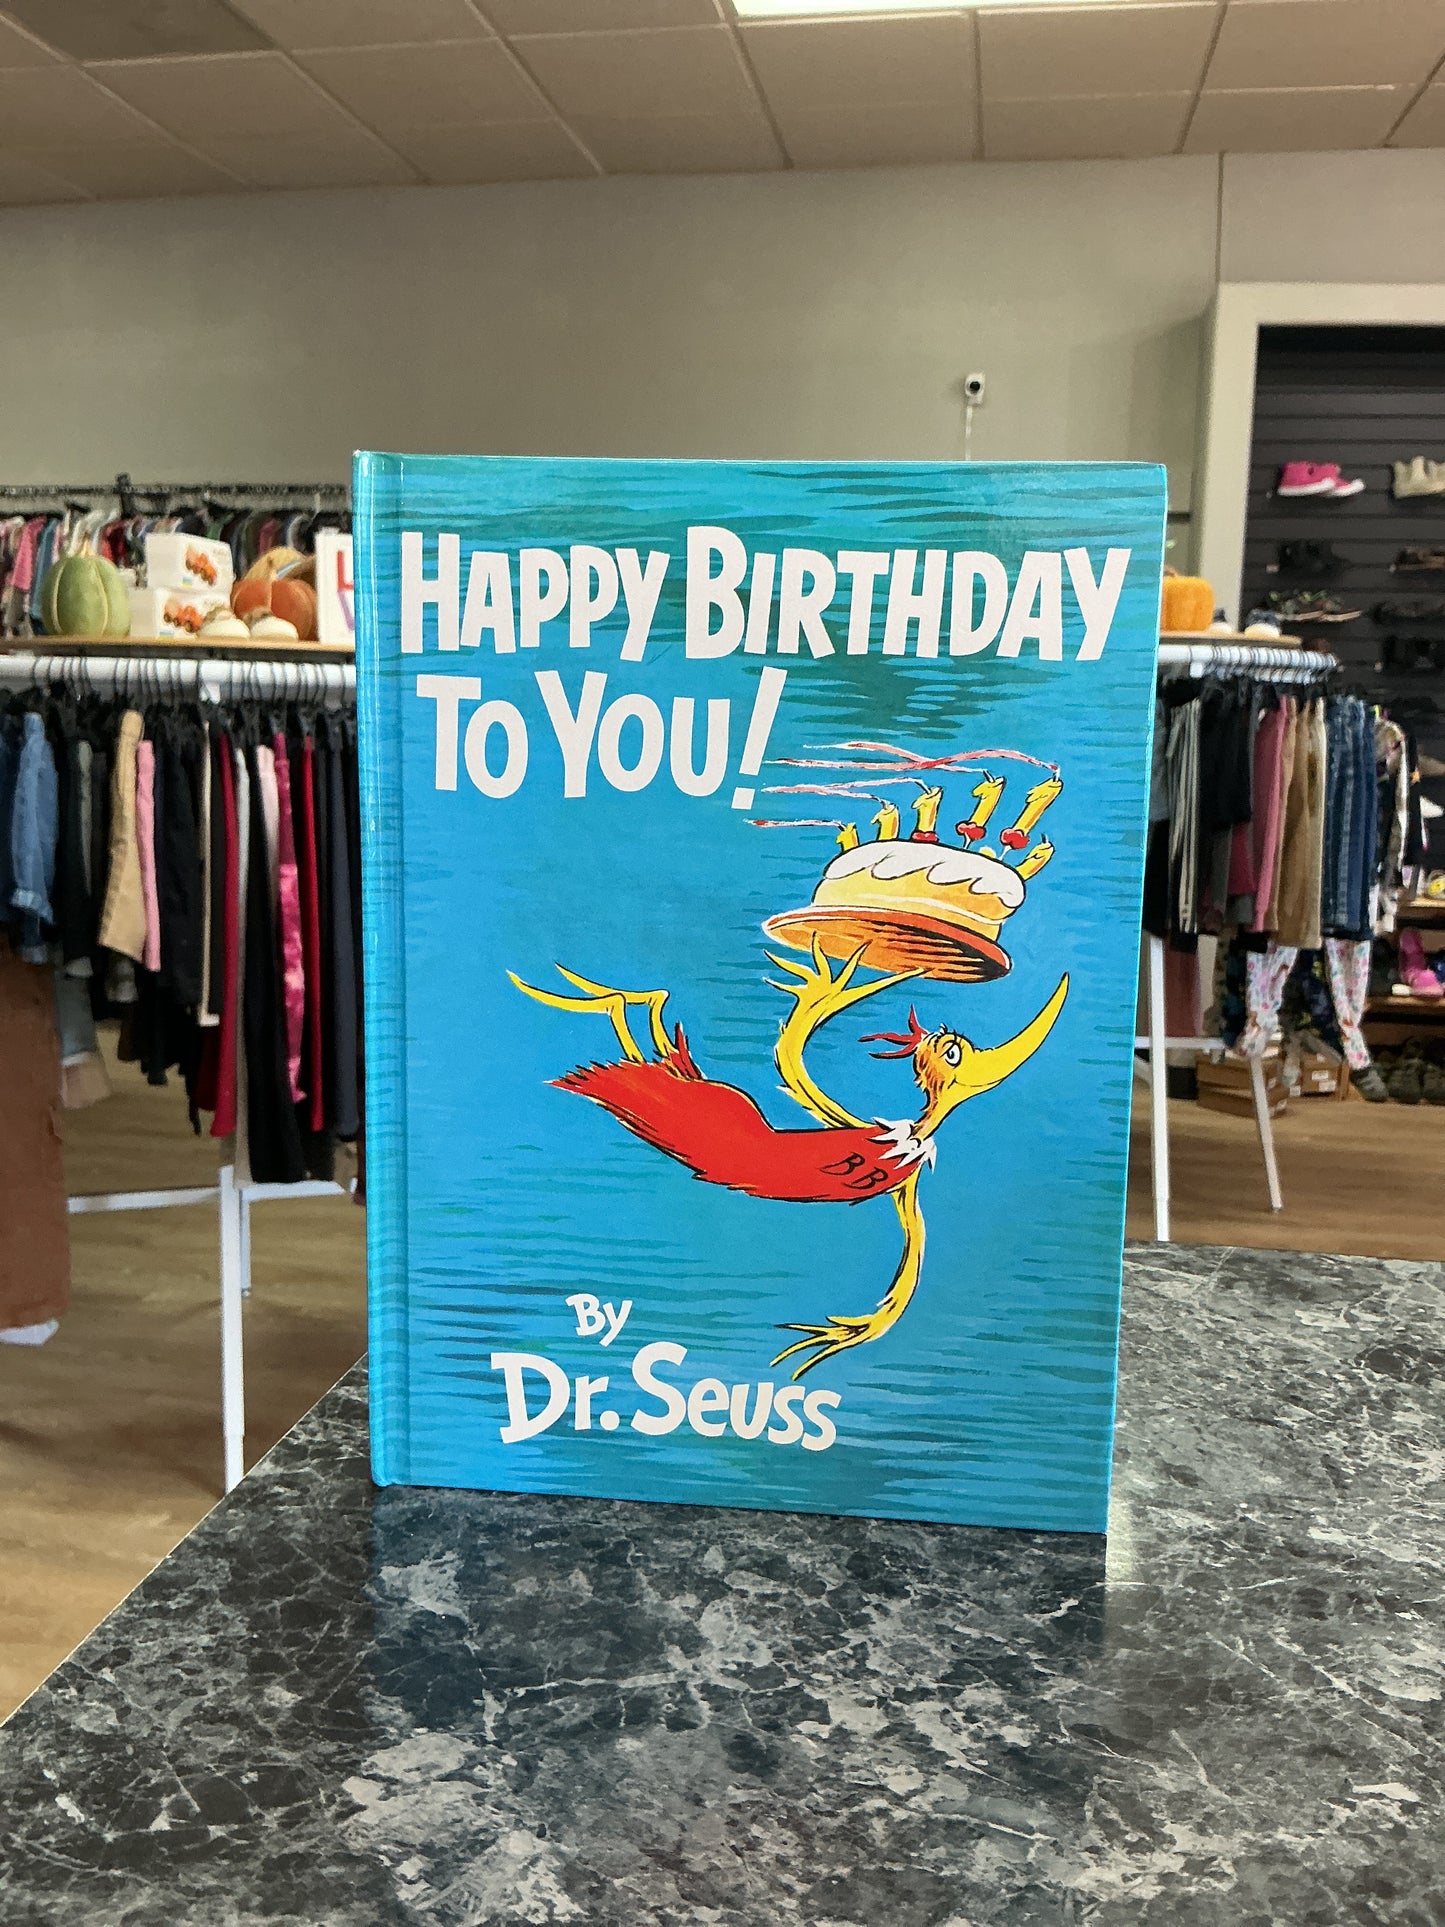 HAPPY BIRTHDAY
TO YOU!
BB
By
Dr. Seuss